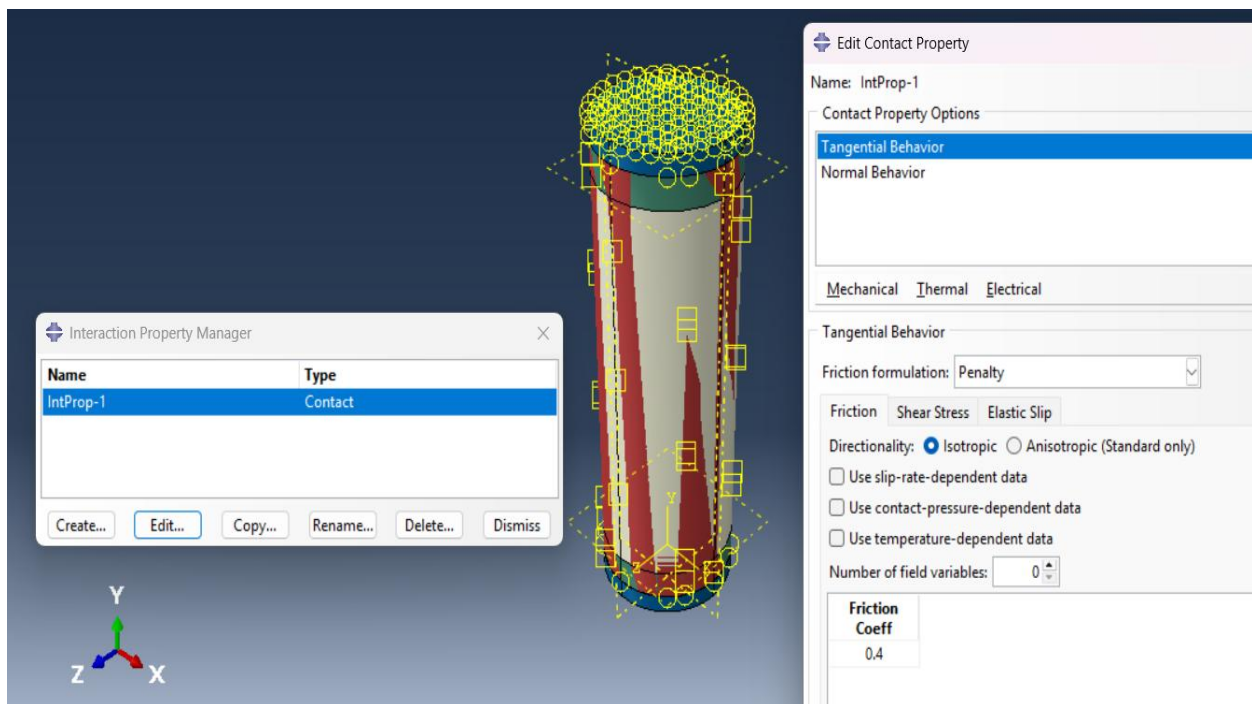 Edit Contact Property
Name: IntProp-1
Contact Property Options
Tangential Behavior
Normal Behavior
Mechanical Thermal Electrical
Tangential Behavior
Friction formulation: Penalty
Friction Shear Stress Elastic Slip
Directionality: Isotropic Anisotropic (Standard only)
Use slip-rate-dependent data
Use contact-pressure-dependent data
Use temperature-dependent data
Number of field variables: 0
Friction
Coeff
0.4
Interaction Property Manager
Name Type
IntProp-1 Contact
Create... Edit... Copy... Rename... Delete... Dismiss
Y
Z X
Y
Z